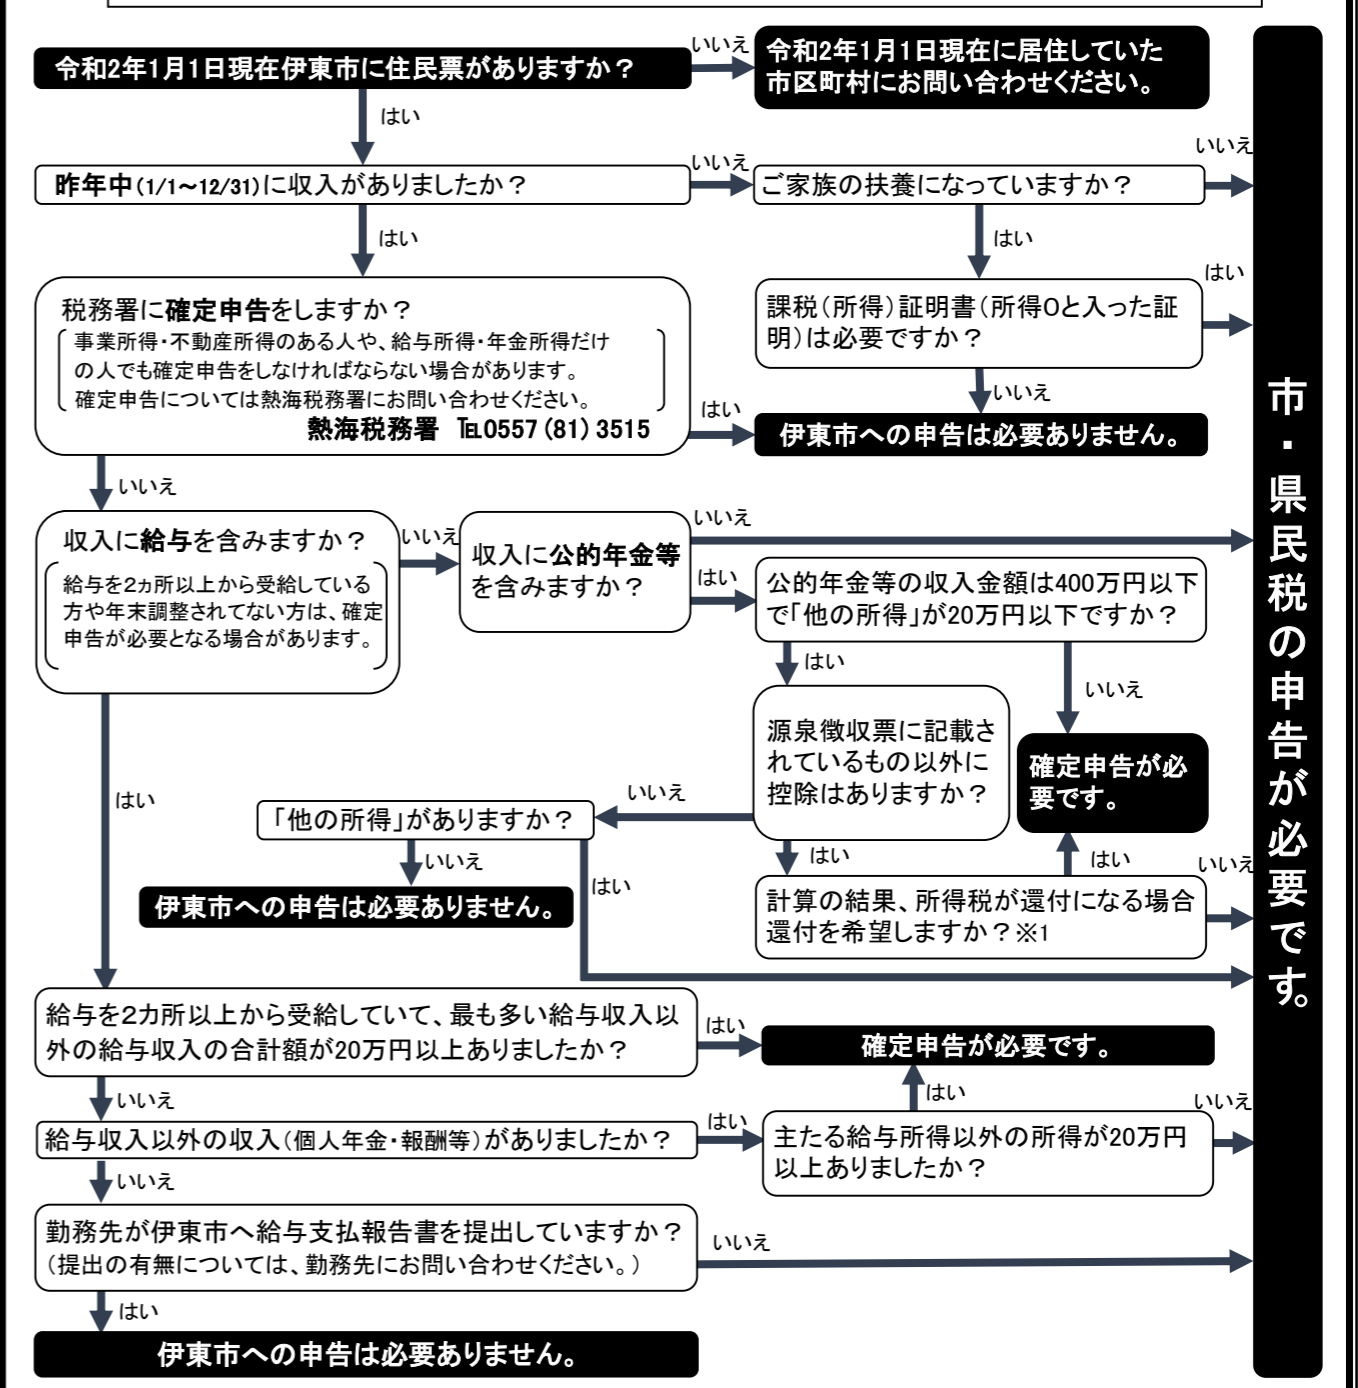 令和2年1月1日現在伊東市に住民票がありますか？
いいえ
令和2年1月1日現在に居住していた
市区町村にお問い合わせください。
はい
昨年中(1/1～12/31)に収入がありましたか？
いいえ
ご家族の扶養になっていますか？
いいえ
はい
はい
税務署に確定申告をしますか？
事業所得・不動産所得のある人や、給与所得・年金所得だけ
の人でも確定申告をしなければならない場合があります。
確定申告については熱海税務署にお問い合わせください。
熱海税務署 ℡0557(81)3515
課税(所得)証明書(所得0と入った証
明)は必要ですか？
はい
いいえ
はい
伊東市への申告は必要ありません。
いいえ
収入に給与を含みますか？
給与を2ヵ所以上から受給している
方や年末調整されてない方は、確定
申告が必要となる場合があります。
いいえ
収入に公的年金等
を含みますか？
いいえ
はい
公的年金等の収入金額は400万円以下
で｢他の所得｣が20万円以下ですか？
はい
いいえ
源泉徴収票に記載さ
れているもの以外に
控除はありますか？
確定申告が必
要です。
はい
いいえ
｢他の所得｣がありますか？
いいえ
はい
伊東市への申告は必要ありません。
はい
はい
いいえ
計算の結果、所得税が還付になる場合
還付を希望しますか？※1
給与を2カ所以上から受給していて、最も多い給与収入以
外の給与収入の合計額が20万円以上ありましたか？
はい
確定申告が必要です。
いいえ
はい
給与収入以外の収入(個人年金・報酬等)がありましたか？
はい
主たる給与所得以外の所得が20万円
以上ありましたか？
いいえ
いいえ
勤務先が伊東市へ給与支払報告書を提出していますか？
(提出の有無については、勤務先にお問い合わせください。)
いいえ
はい
伊東市への申告は必要ありません。
市・県民税の申告が必要です。